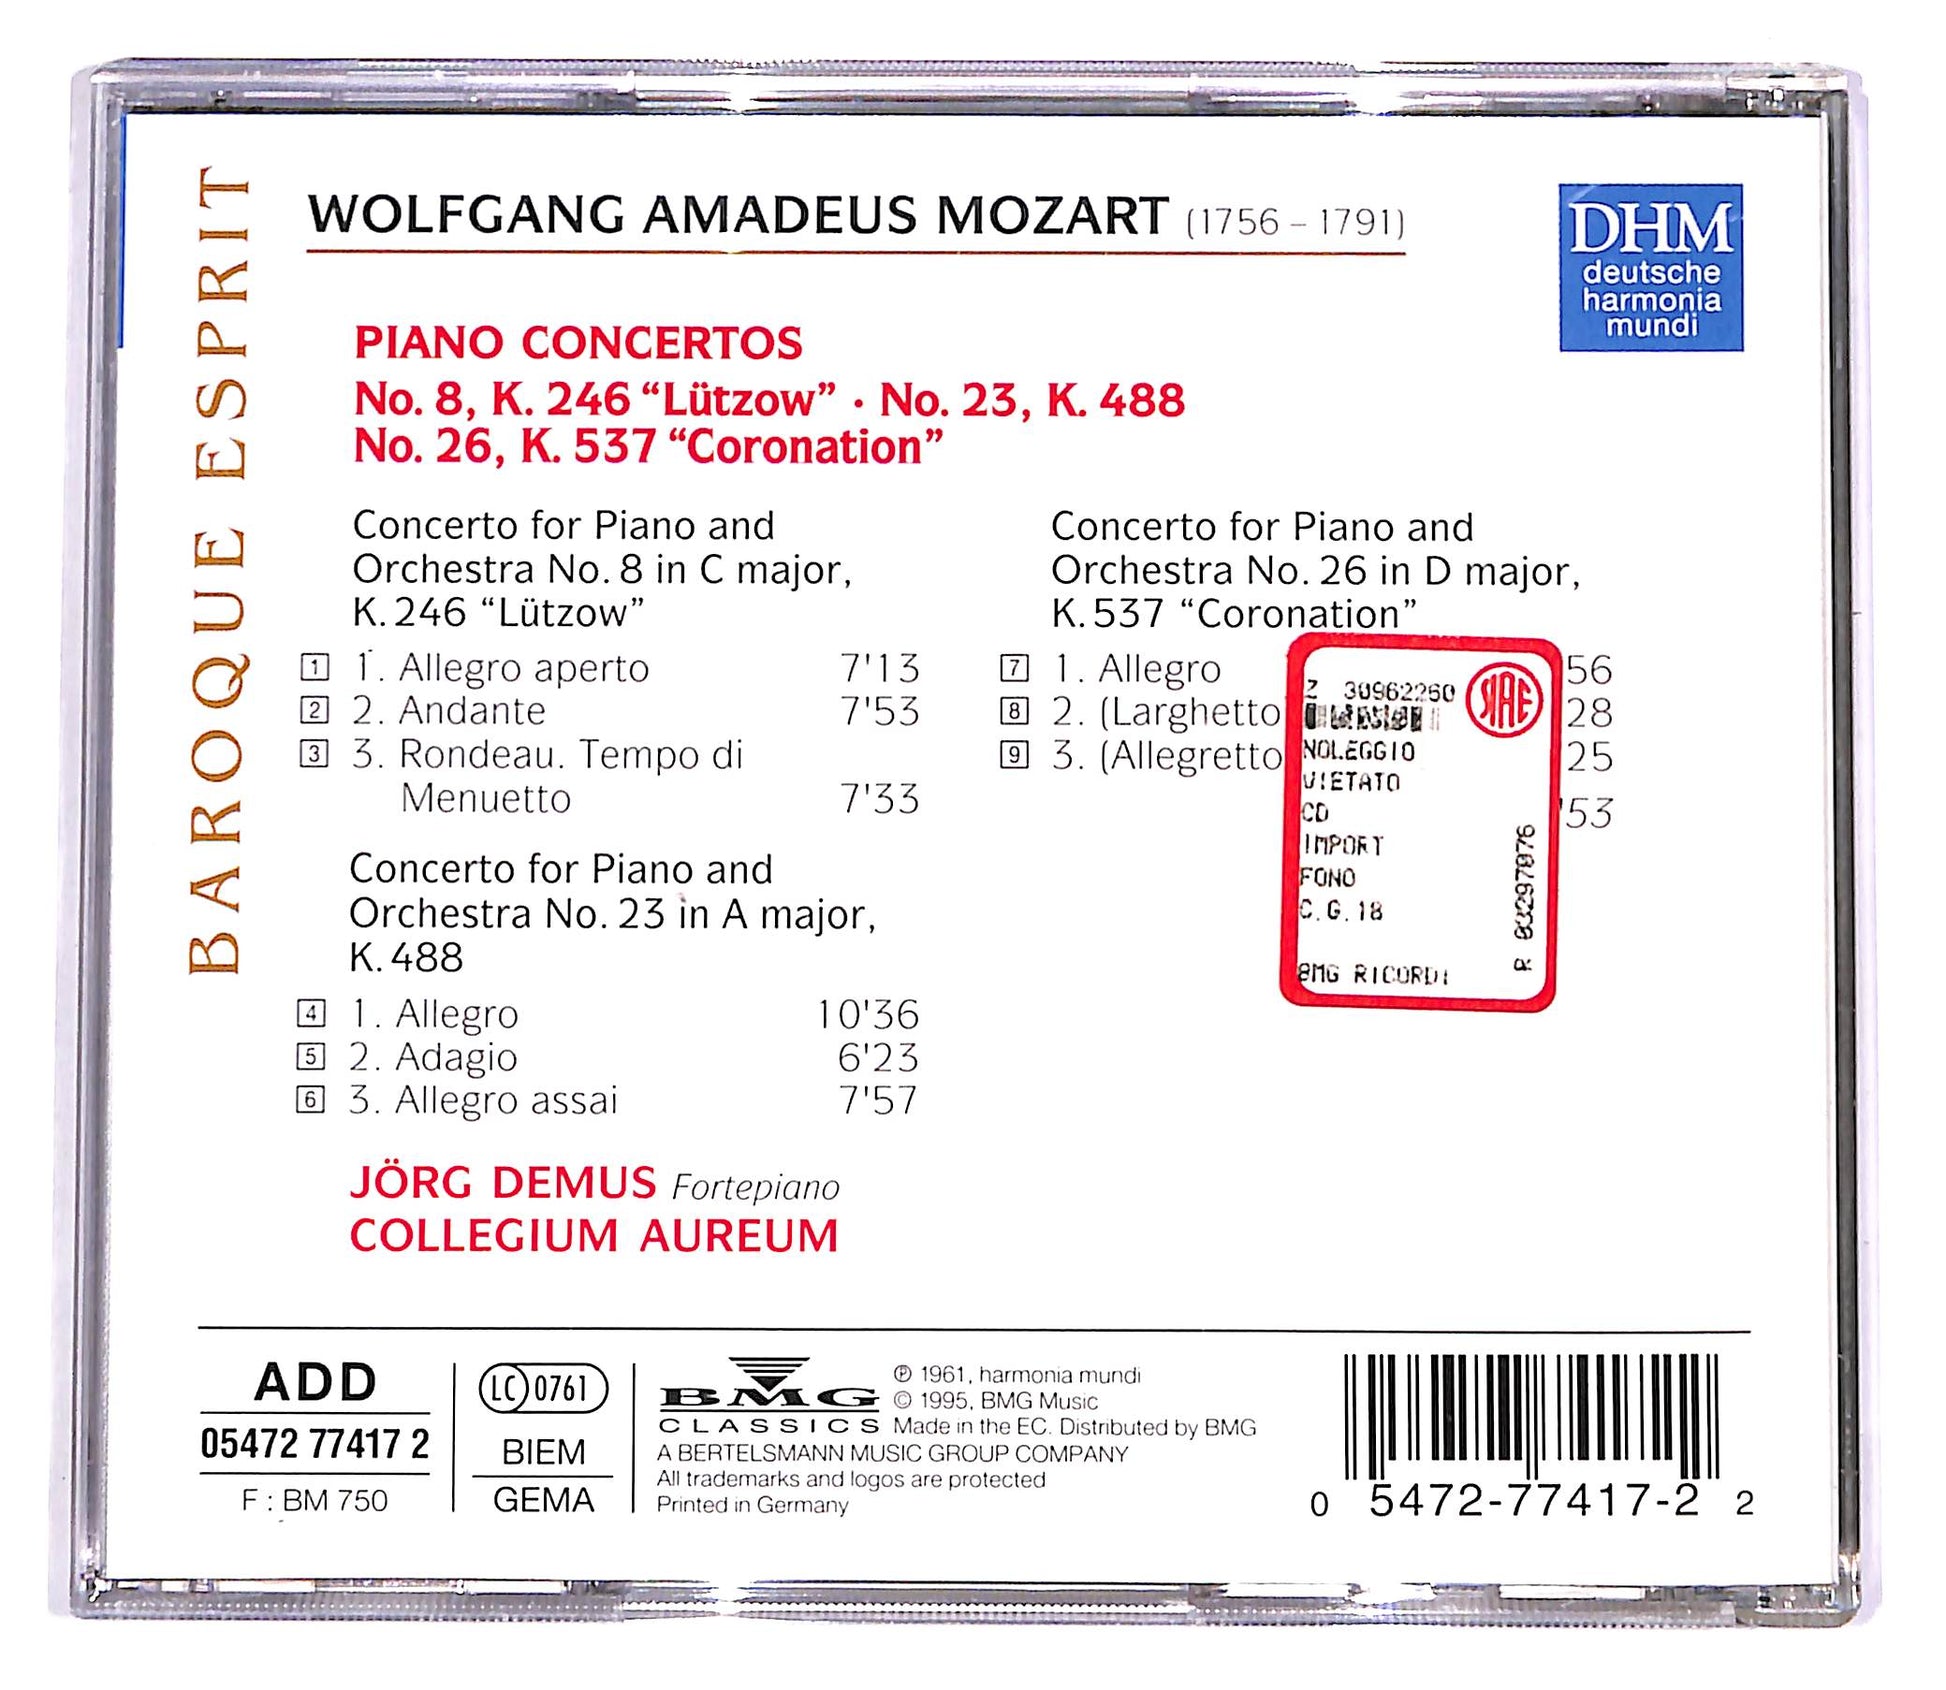 BAROQUE ESPRIT
WOLFGANG AMADEUS MOZART (1756 – 1791)
DHM
deutsche
harmonia
mundi
PIANO CONCERTOS
No. 8, K. 246 “Lützow” · No. 23, K. 488
No. 26, K. 537 “Coronation”
Concerto for Piano and
Orchestra No. 8 in C major,
K. 246 “Lützow”
1 1. Allegro aperto 7'13
2 2. Andante 7'53
3 3. Rondeau. Tempo di
Menuetto 7'33
Concerto for Piano and
Orchestra No. 23 in A major,
K. 488
4 1. Allegro 10'36
5 2. Adagio 6'23
6 3. Allegro assai 7'57
Concerto for Piano and
Orchestra No. 26 in D major,
K. 537 “Coronation”
7 1. Allegro 56
8 2. (Larghetto 28
9 3. (Allegretto 25
'53
Z 30962260
SIAE
NOLEGGIO
VIETATO
CD
IMPORT
FONO
C.G.18
BMG RICORDI
JÖRG DEMUS Fortepiano
COLLEGIUM AUREUM
ADD
05472 77417 2
F : BM 750
LC 0761
BIEM
GEMA
BMG
CLASSICS
℗ 1961, harmonia mundi
© 1995, BMG Music
Made in the EC. Distributed by BMG
A BERTELSMANN MUSIC GROUP COMPANY
All trademarks and logos are protected
Printed in Germany
0 5472-77417-2 2